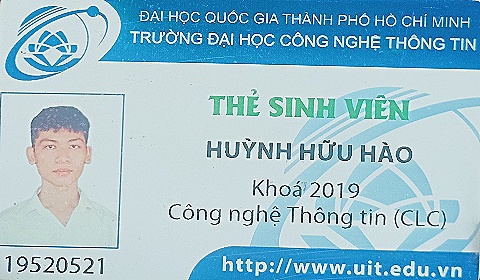 ĐẠI HỌC QUỐC GIA THÀNH PHỐ HỒ CHÍ MINH
TRƯỜNG ĐẠI HỌC CÔNG NGHỆ THÔNG TIN
THẺ SINH VIÊN
HUỲNH HỮU HÀO
Khoá 2019
Công nghệ Thông tin (CLC)
19520521
http://www.uit.edu.vn